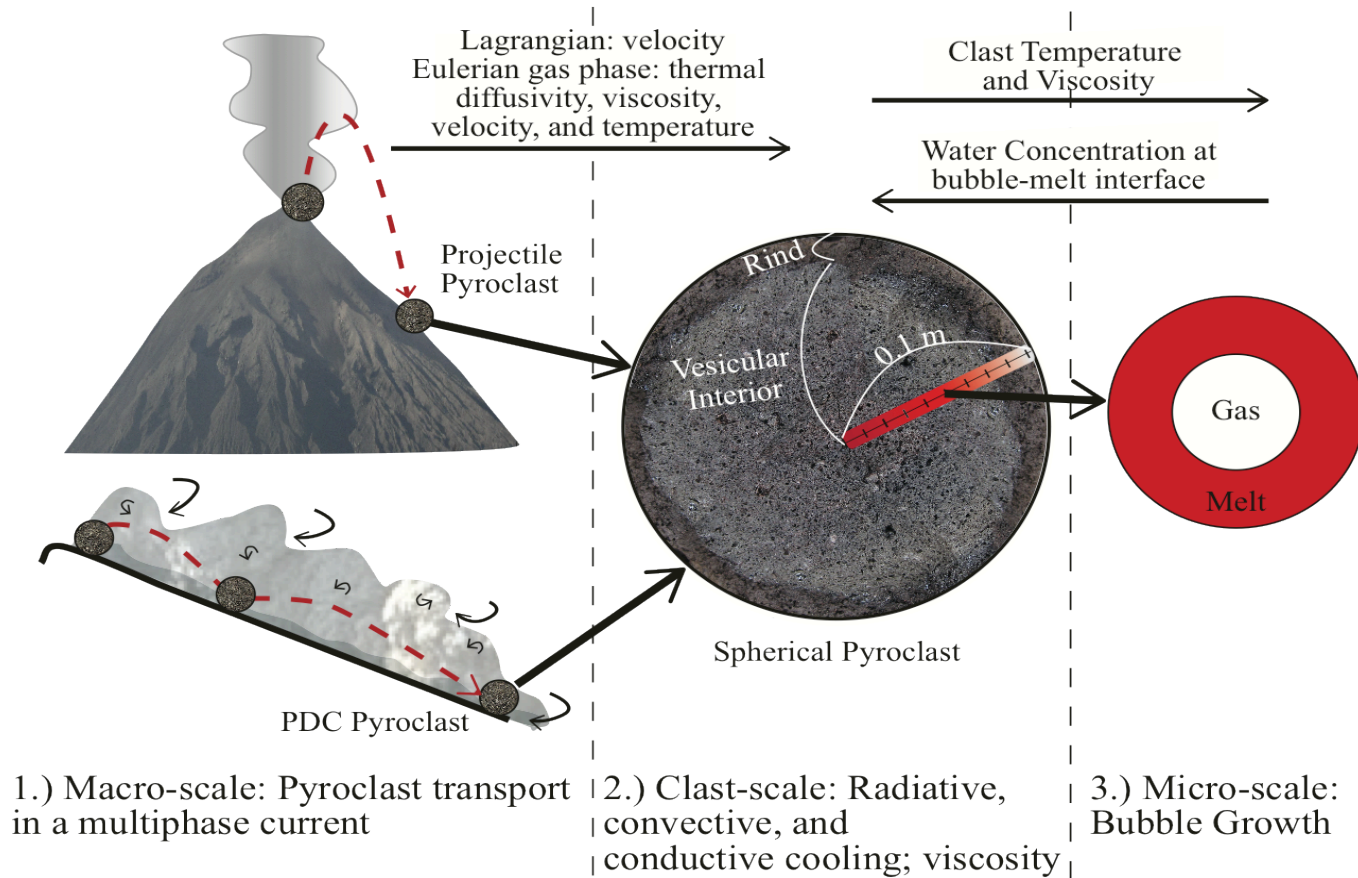 Lagrangian: velocity
Eulerian gas phase: thermal
diffusivity, viscosity,
velocity, and temperature
Clast Temperature
and Viscosity
Water Concentration at
bubble-melt interface
Projectile
Pyroclast
Rind
Vesicular
Interior
0.1 m
Gas
Melt
Spherical Pyroclast
PDC Pyroclast
1.) Macro-scale: Pyroclast transport
in a multiphase current
2.) Clast-scale: Radiative,
convective, and
conductive cooling; viscosity
3.) Micro-scale:
Bubble Growth